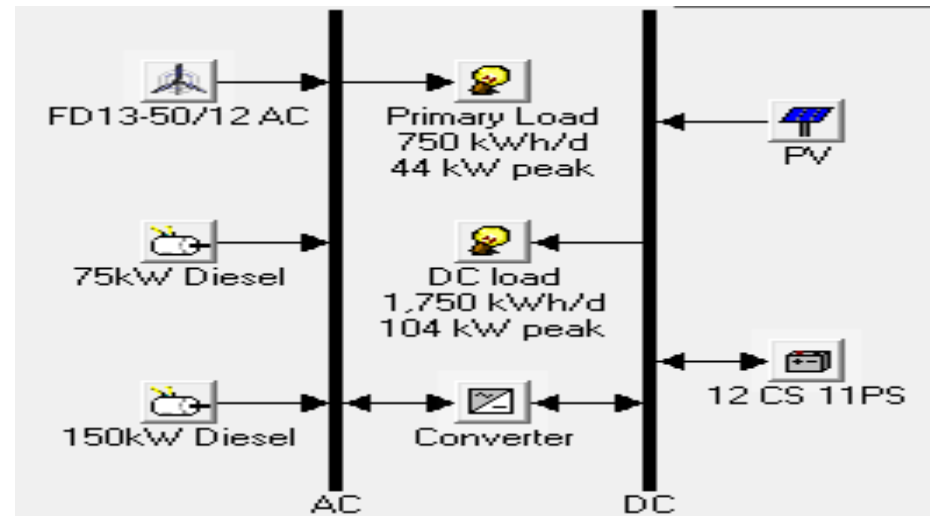 FD13-50/12 AC
Primary Load
750 kWh/d
44 kW peak
PV
75kW Diesel
DC load
1,750 kWh/d
104 kW peak
12 CS 11PS
150kW Diesel
Converter
AC
DC